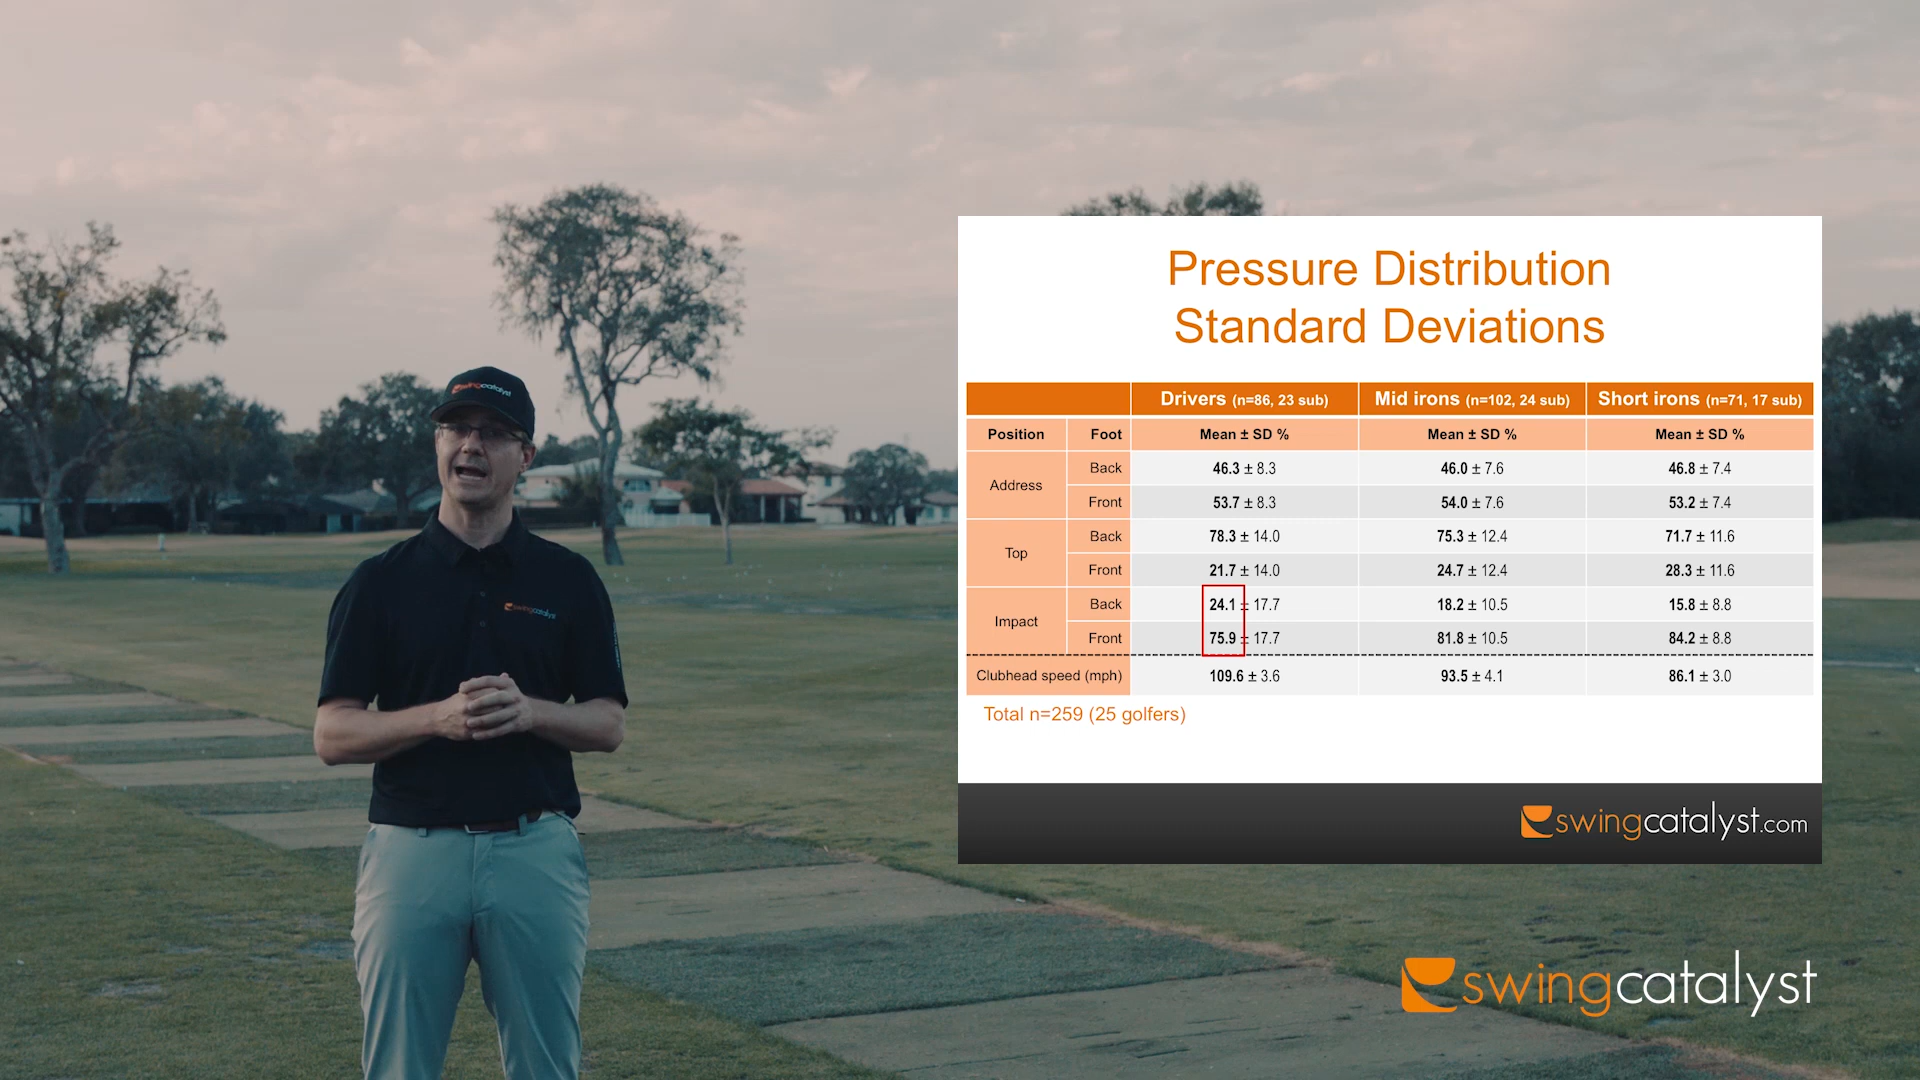 swingcatalyst
swingcatalyst
Pressure Distribution
Standard Deviations
Drivers (n=86, 23 sub) Mid irons (n=102, 24 sub) Short irons (n=71, 17 sub)
Position Foot Mean ± SD % Mean ± SD % Mean ± SD %
Address
Back 46.3 ± 8.3 46.0 ± 7.6 46.8 ± 7.4
Front 53.7 ± 8.3 54.0 ± 7.6 53.2 ± 7.4
Top
Back 78.3 ± 14.0 75.3 ± 12.4 71.7 ± 11.6
Front 21.7 ± 14.0 24.7 ± 12.4 28.3 ± 11.6
Impact
Back 24.1 ± 17.7 18.2 ± 10.5 15.8 ± 8.8
Front 75.9 ± 17.7 81.8 ± 10.5 84.2 ± 8.8
Clubhead speed (mph) 109.6 ± 3.6 93.5 ± 4.1 86.1 ± 3.0
Total n=259 (25 golfers)
swingcatalyst.com
swingcatalyst